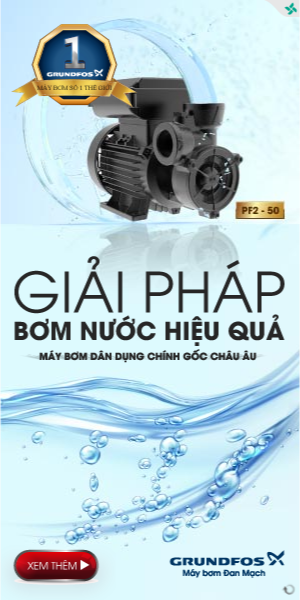 1
GRUNDFOS
MÁY BƠM SỐ 1 THẾ GIỚI
PF2 - 50
GIẢI PHÁP
BƠM NƯỚC HIỆU QUẢ
MÁY BƠM DÂN DỤNG CHÍNH GỐC CHÂU ÂU
XEM THÊM
GRUNDFOS
Máy bơm Đan Mạch